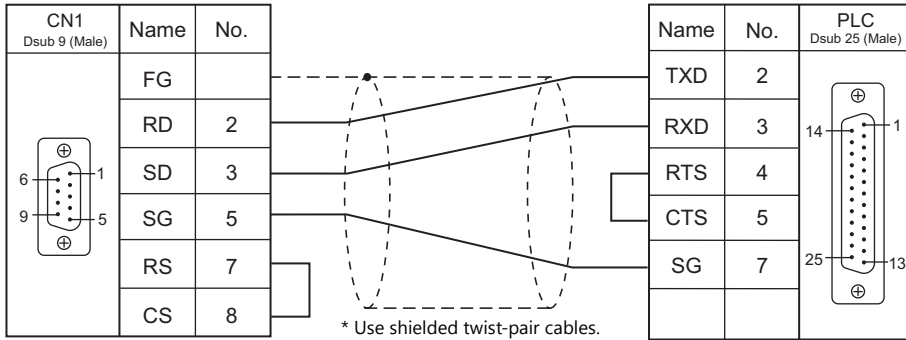 CN1
Dsub 9 (Male)
Name
No.
FG
RD 2
SD 3
SG 5
RS 7
CS 8
6
1
9
5
* Use shielded twist-pair cables.
Name
No.
PLC
Dsub 25 (Male)
TXD 2
RXD 3
RTS 4
CTS 5
SG 7
14
1
25
13